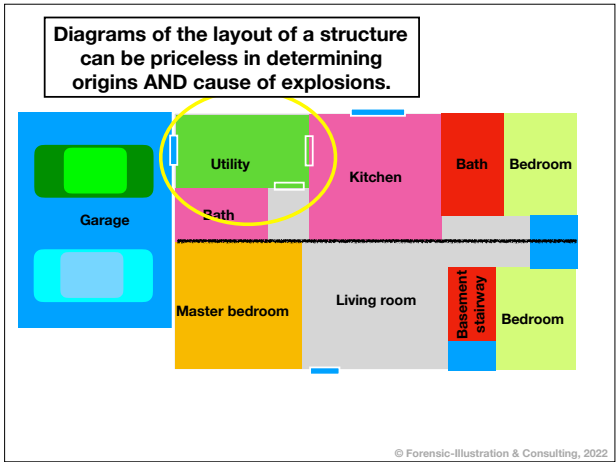 Diagrams of the layout of a structure
can be priceless in determining
origins AND cause of explosions.
Utility
Kitchen
Bath
Bedroom
Garage
Bath
Master bedroom
Living room
Basement
stairway
Bedroom
© Forensic-Illustration & Consulting, 2022